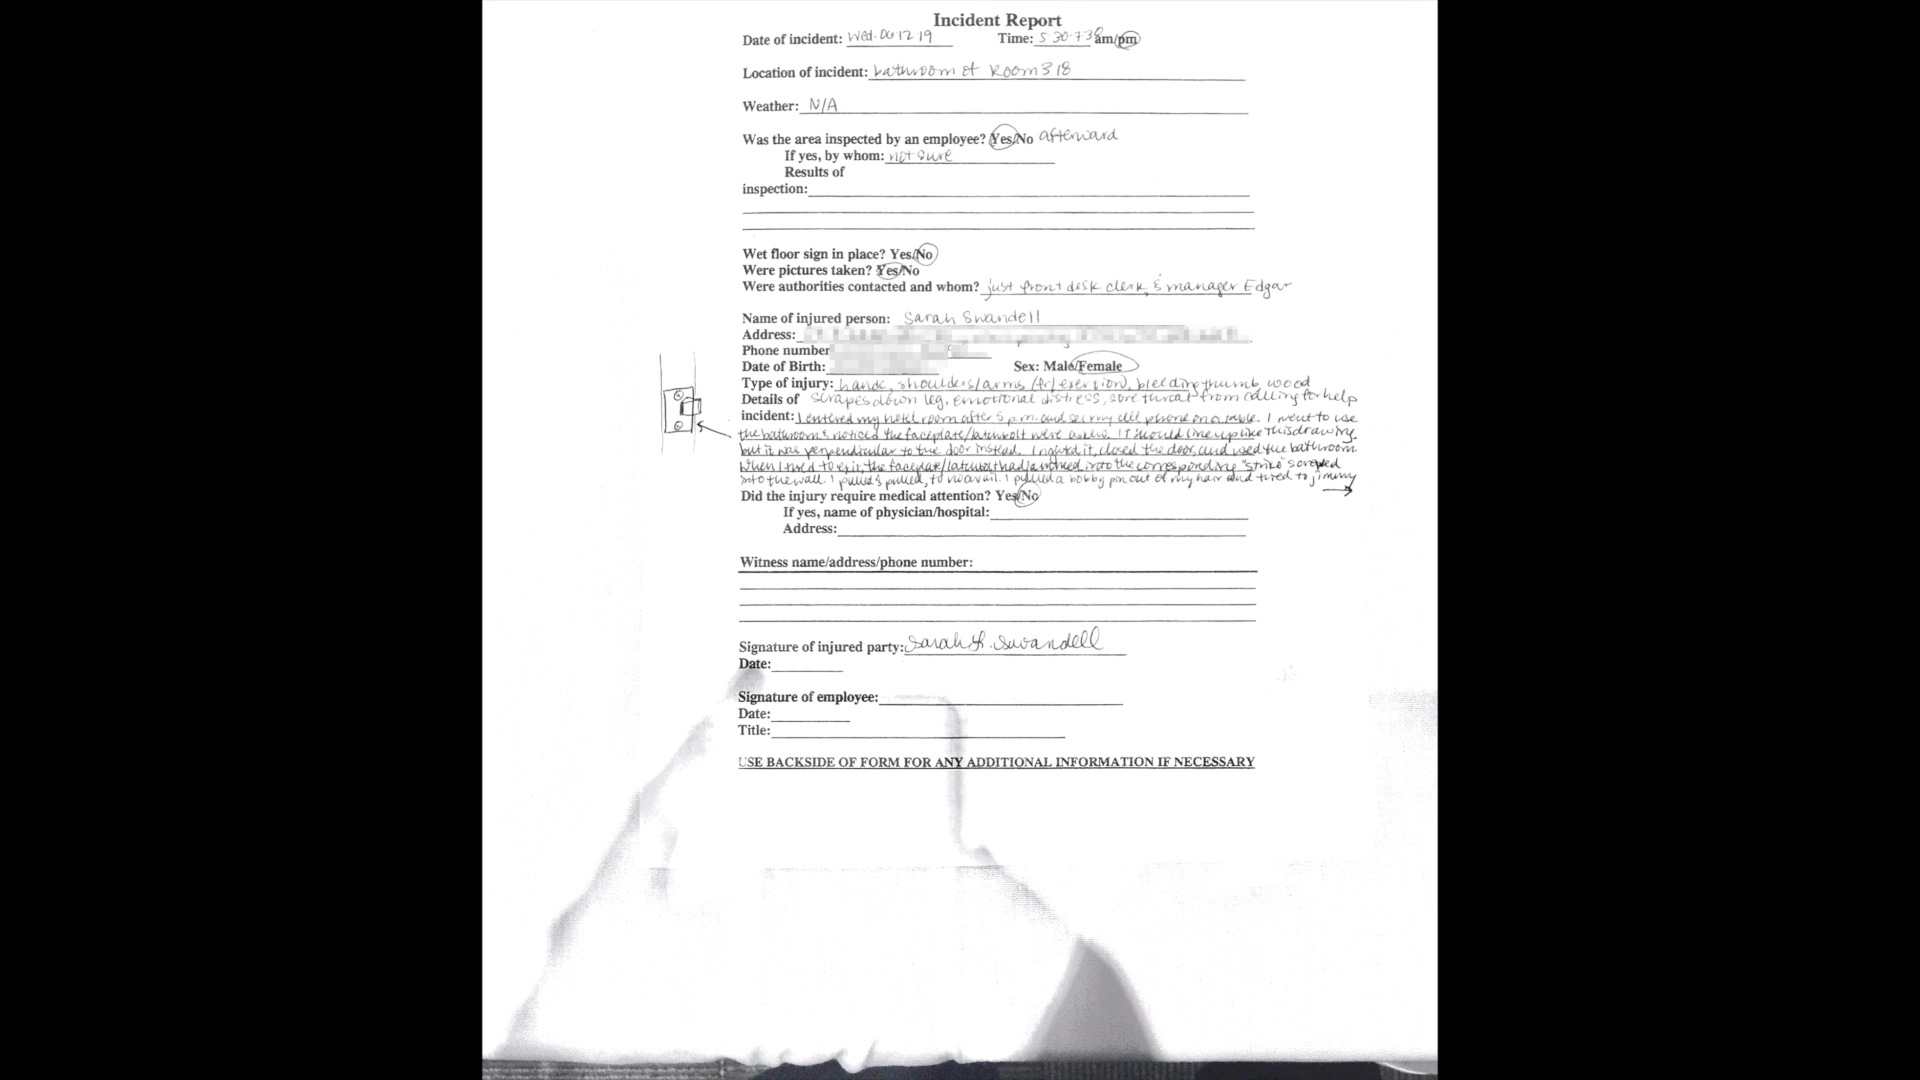 Incident Report
Date of incident: Wed. 06 12 19 Time: 5 30-7 30 am/pm
Location of incident: bathroom of Room 318
Weather: N/A
Was the area inspected by an employee? Yes/No afterward
If yes, by whom: not sure
Results of
inspection:
Wet floor sign in place? Yes/No
Were pictures taken? Yes/No
Were authorities contacted and whom? just front desk clerk, & manager Edgar
Name of injured person: Sarah Swandell
Address:
Phone number
Date of Birth: Sex: Male/Female
Type of injury: hands, shoulders/arms (fr/exertion), bleeding thumb, wood
Details of scrapes down leg, emotional distress, sore throat from calling for help
incident: I entered my hotel room after 5 p.m. and set my cell phone on a table. I went to use
the bathroom & noticed the faceplate/latchbolt were askew. It should line up like this drawing,
but it was perpendicular to the door instead. I righted it, closed the door, and used the bathroom.
When I tried to exit, the faceplate/latchbolt had jammed into the corresponding "strike" screwed
into the wall. I pulled & pulled, to no avail. I pulled a bobby pin out of my hair and tried to jimmy
Did the injury require medical attention? Yes/No
If yes, name of physician/hospital:
Address:
Witness name/address/phone number:
Signature of injured party: Sarah Swandell
Date:
Signature of employee:
Date:
Title:
USE BACKSIDE OF FORM FOR ANY ADDITIONAL INFORMATION IF NECESSARY